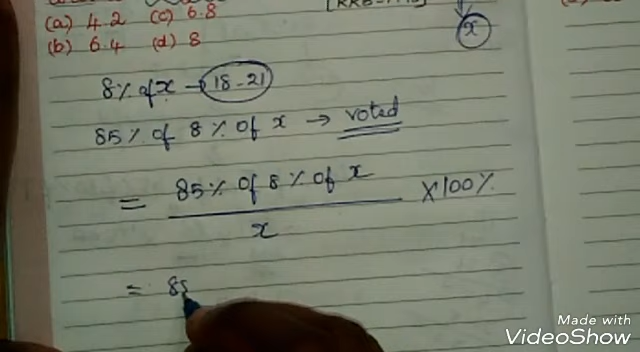 (a) 4.2 (c) 6.8
(b) 6.4 (d) 8
x
8% of x → 18-21
85% of 8% of x → voted
= 85% of 8% of x
x
X100%
= 85
Made with
VideoShow